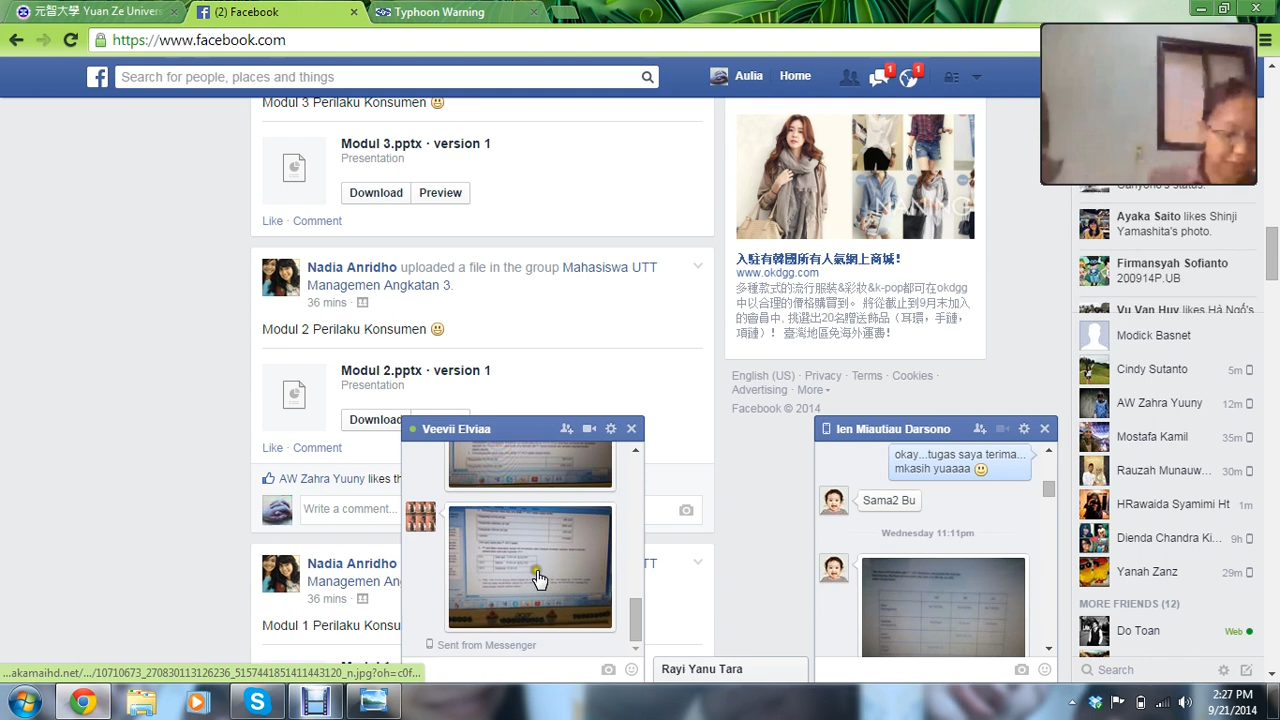 元智大學 Yuan Ze Univers
(2) Facebook
Typhoon Warning
https://www.facebook.com
Search for people, places and things
Aulia Home
1
1
Modul 3 Perilaku Konsumen
Modul 3.pptx · version 1
Presentation
Download Preview
Like · Comment
Nadia Anridho uploaded a file in the group Mahasiswa UTT
Managemen Angkatan 3.
36 mins ·
Modul 2 Perilaku Konsumen
Modul 2.pptx · version 1
Presentation
Download
Like · Comment
AW Zahra Yuuny likes th
Write a comment...
Nadia Anridho
UTT
Managemen An
36 mins ·
Modul 1 Perilaku Konsu
NANING
入駐有韓國所有人氣網上商城!
www.okdgg.com
多種款式的流行服裝&彩妝&k-pop都可在okdgg
中以合理的價格購買到。 將從截止到9月末加入
的會員中, 挑選出20名贈送飾品（耳環，手鏈，
項鏈）！ 臺灣地區免海外運費!
English (US) · Privacy · Terms · Cookies ·
Advertising · More
Facebook © 2014
Veevii Elviaa
Sent from Messenger
Rayi Yanu Tara
Ien Miautiau Darsono
okay...tugas saya terima...
mkasih yuaaaa
Sama2 Bu
Wednesday 11:11pm
status.
Ayaka Saito likes Shinji
Yamashita's photo.
Firmansyah Sofianto
200914P.UB
Vu Van Huy likes Hà Ngố's
Modick Basnet
Cindy Sutanto 5m
AW Zahra Yuuny 12m
Mostafa Kamil 35m
Rauzah Munauw... 30m
HRawaida Syamimi Ht 1m
Dienda Chandra Ki... 9h
Yanah Zanz 29m
MORE FRIENDS (12)
Do Toan Web
Search
...akamaihd.net/.../10710673_270830113126236_5157441851411443120_n.jpg?oh=c0f...
2:27 PM
9/21/2014